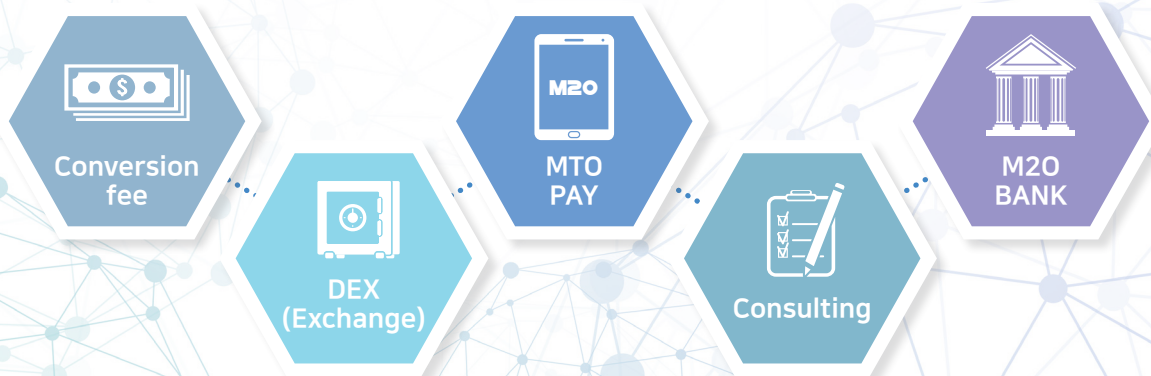 Conversion
fee
DEX
(Exchange)
M2O
MTO
PAY
Consulting
M2O
BANK